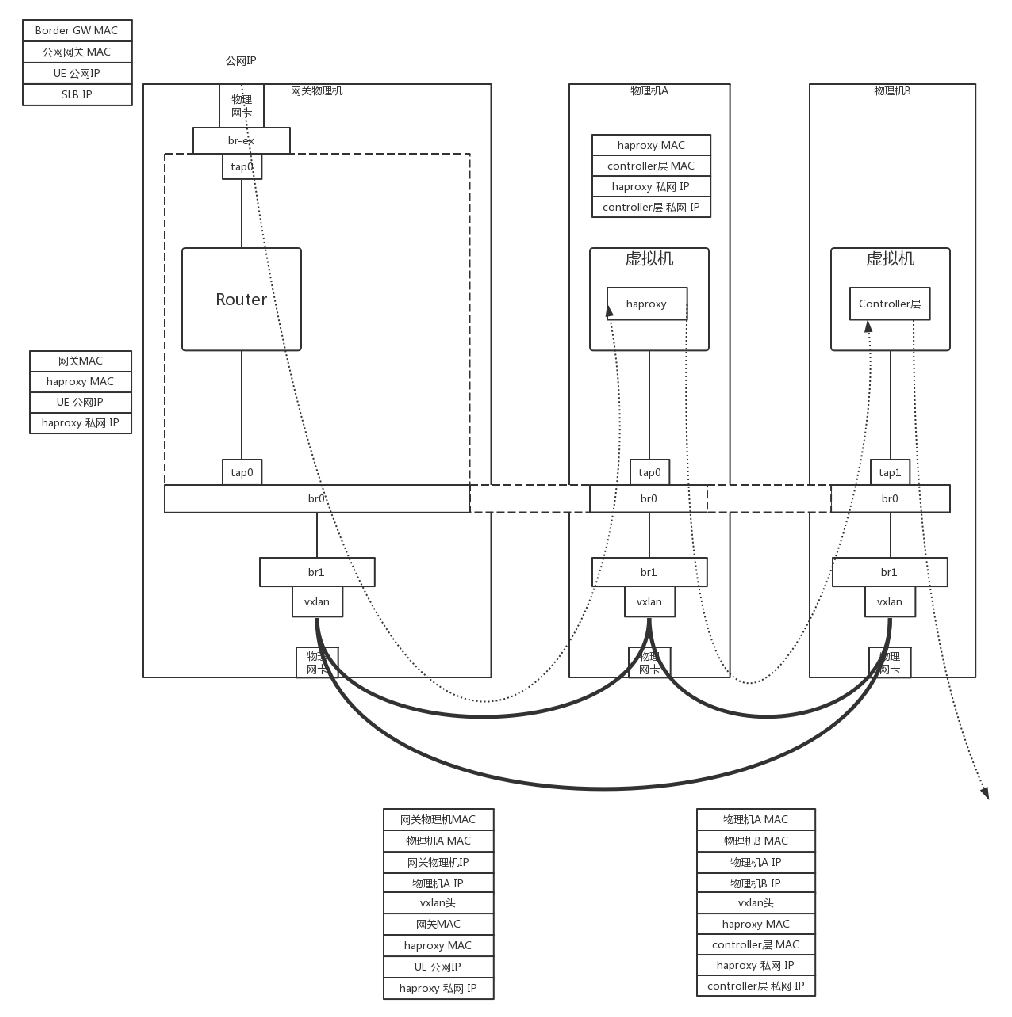 Border GW MAC
公网网关 MAC
UE 公网IP
SLB IP
公网IP
网关物理机
物理
网卡
br-ex
tap0
Router
网关MAC
haproxy MAC
UE 公网IP
haproxy 私网 IP
tap0
br0
br1
vxlan
物理
网卡
物理机A
haproxy MAC
controller层 MAC
haproxy 私网 IP
controller层 私网 IP
虚拟机
haproxy
tap0
br0
br1
vxlan
物理
网卡
物理机B
虚拟机
Controller层
tap1
br0
br1
vxlan
物理
网卡
网关物理机MAC
物理机A MAC
网关物理机IP
物理机A IP
vxlan头
网关MAC
haproxy MAC
UE 公网IP
haproxy 私网 IP
物理机A MAC
物理机B MAC
物理机A IP
物理机B IP
vxlan头
haproxy MAC
controller层 MAC
haproxy 私网 IP
controller层 私网 IP